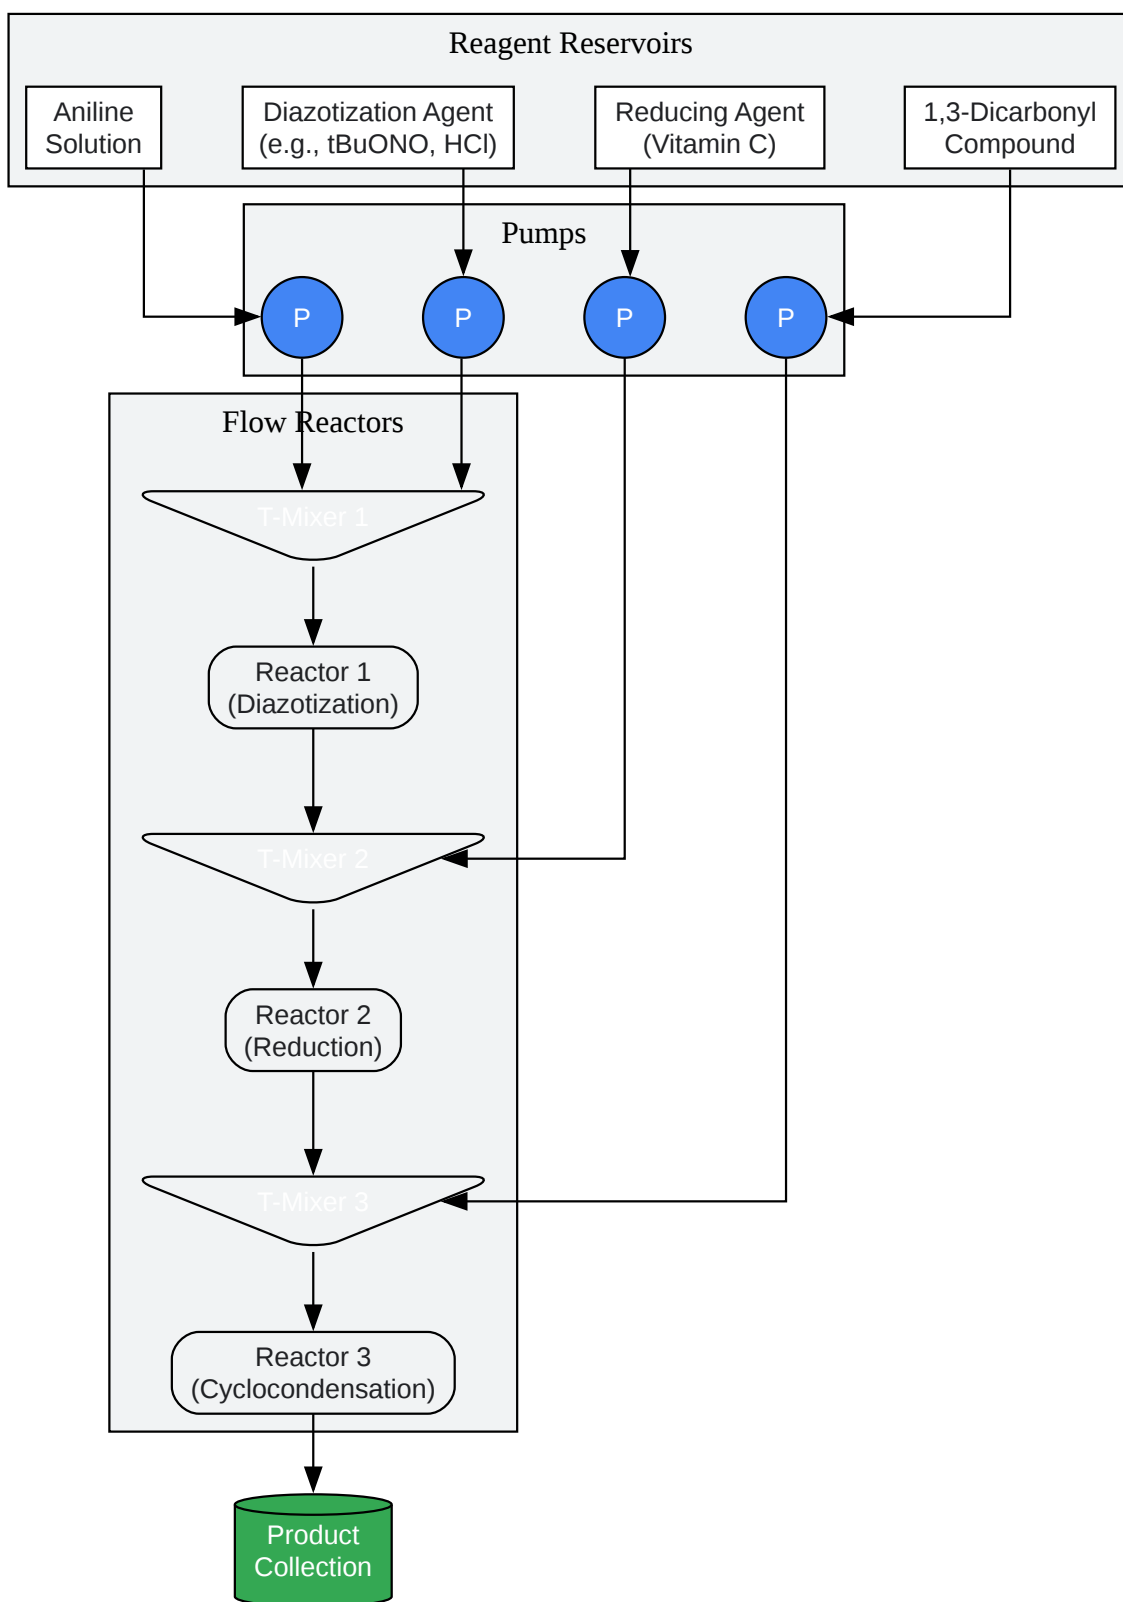 Reagent Reservoirs
Aniline
Solution
Diazotization Agent
(e.g., tBuONO, HCl)
Reducing Agent
(Vitamin C)
1,3-Dicarbonyl
Compound
Pumps
P
P
P
P
Flow Reactors
T-Mixer 1
Reactor 1
(Diazotization)
T-Mixer 2
Reactor 2
(Reduction)
T-Mixer 3
Reactor 3
(Cyclocondensation)
Product
Collection